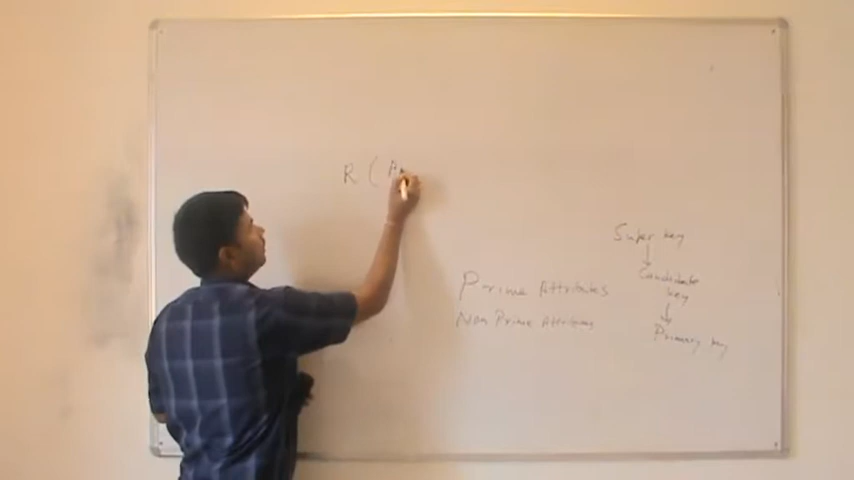 R ( A
Super key
Candidate
key
Primary key
Prime Attributes
Non Prime Attributes